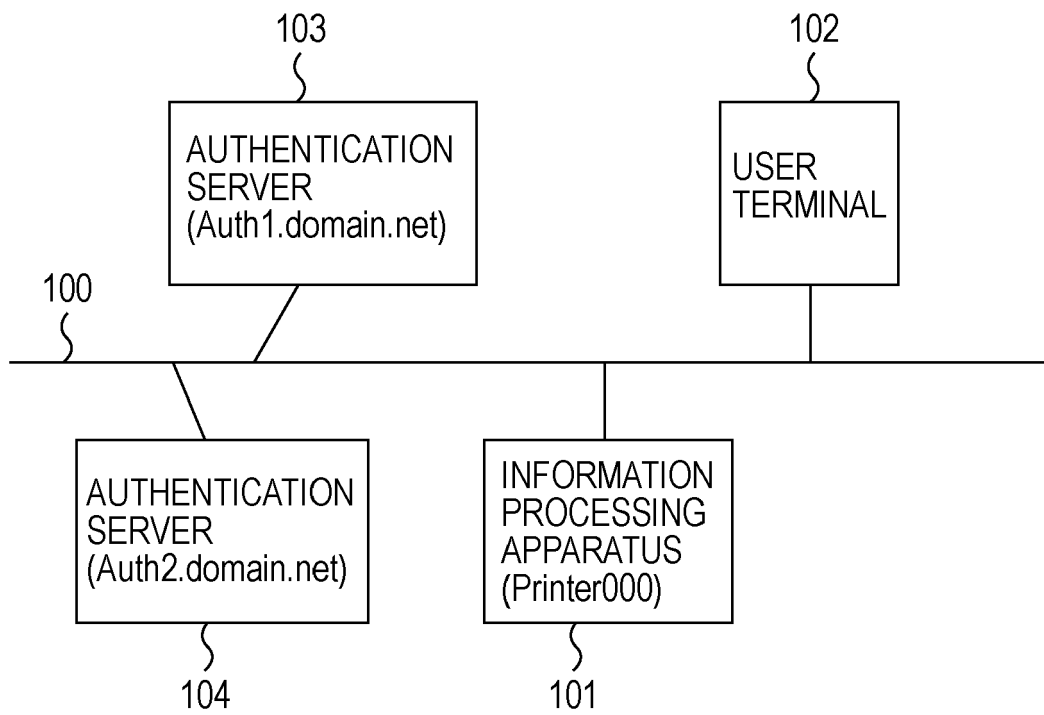 103
102
AUTHENTICATION
SERVER
(Auth1.domain.net)
USER
TERMINAL
100
AUTHENTICATION
SERVER
(Auth2.domain.net)
INFORMATION
PROCESSING
APPARATUS
(Printer000)
104
101